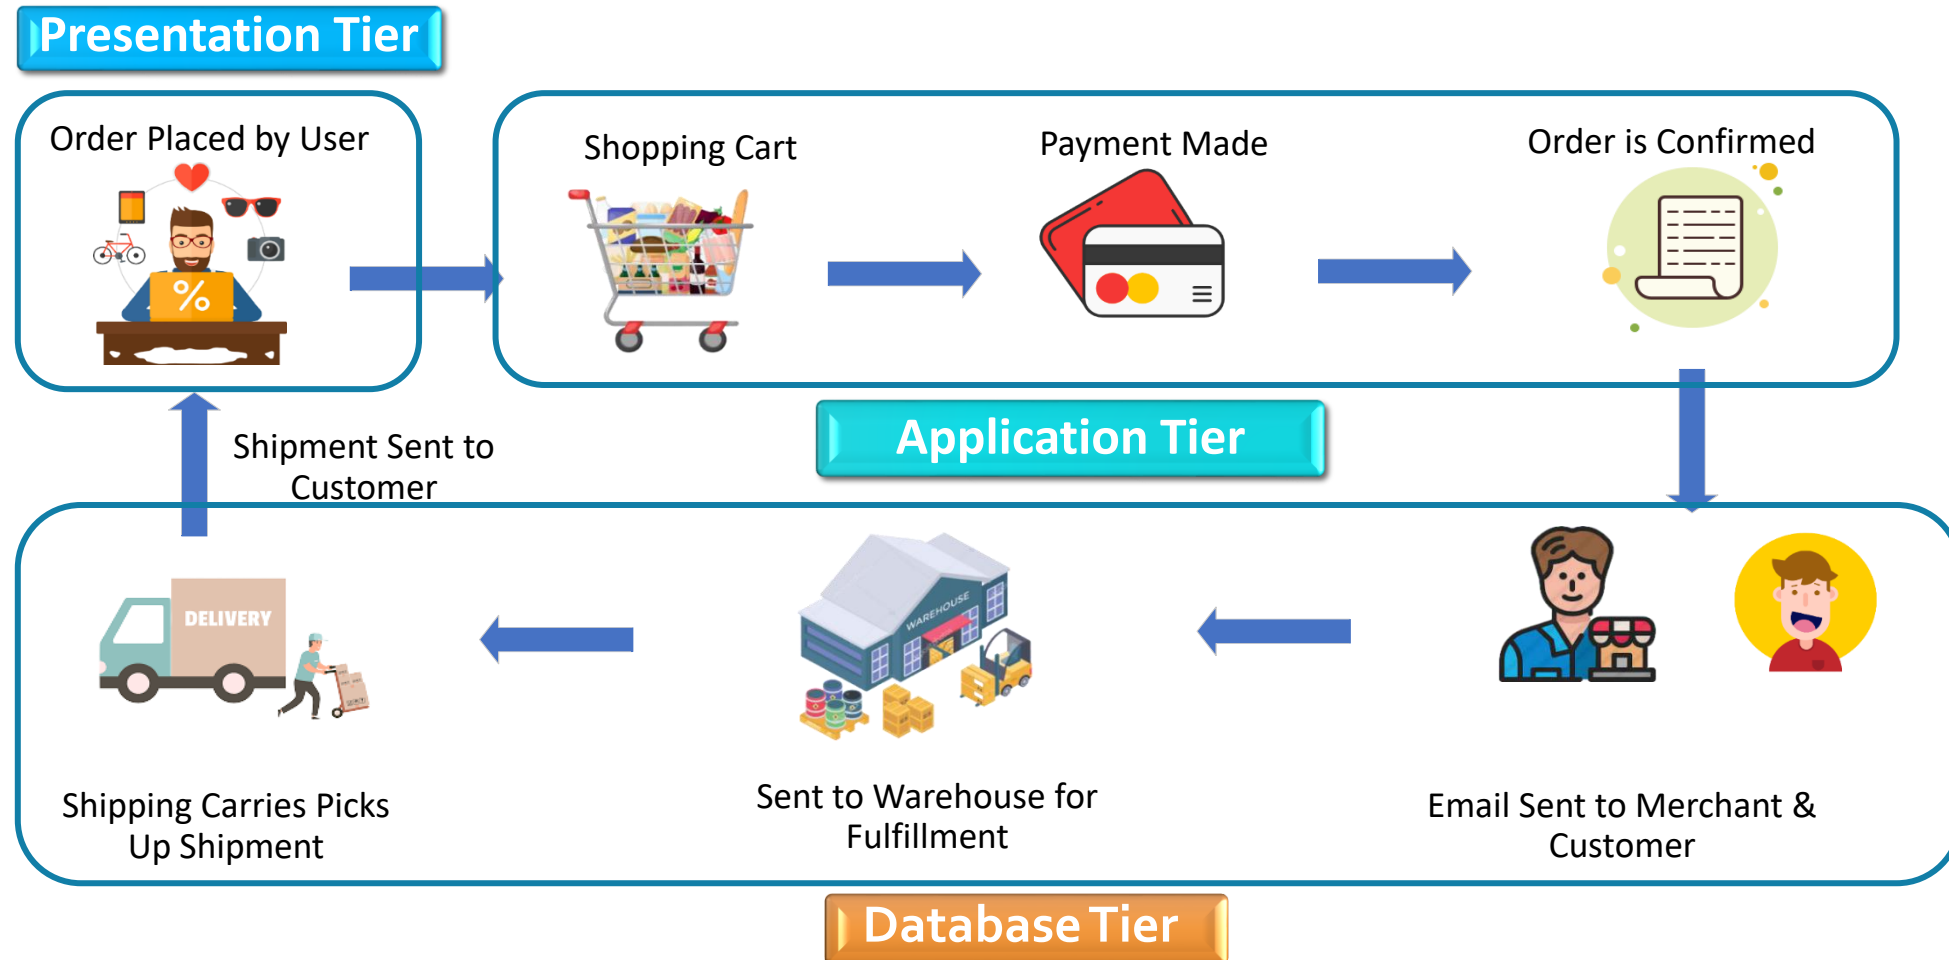 Presentation Tier
Order Placed by User
Shopping Cart
Payment Made
Order is Confirmed
%
Shipment Sent to
Customer
Application Tier
DELIVERY
WAREHOUSE
Shipping Carries Picks
Up Shipment
Sent to Warehouse for
Fulfillment
Email Sent to Merchant &
Customer
Database Tier